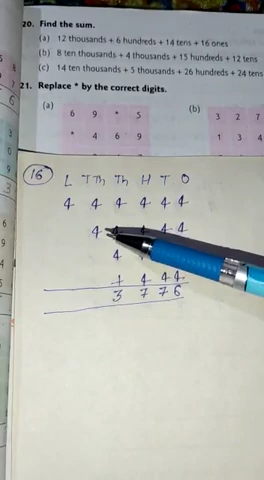 20. Find the sum.
(a) 12 thousands + 6 hundreds + 14 tens + 16 ones
(b) 8 ten thousands + 4 thousands + 15 hundreds + 12 tens
(c) 14 ten thousands + 5 thousands + 26 hundreds + 24 tens
21. Replace * by the correct digits.
(a) (b)
6 9 * 5 3 2 7
* 4 6 9 1 3 4
16 L TTh Th H T O
4 4 4 4 4 4
4 4 4
4
4 4 4
3 7 7 6